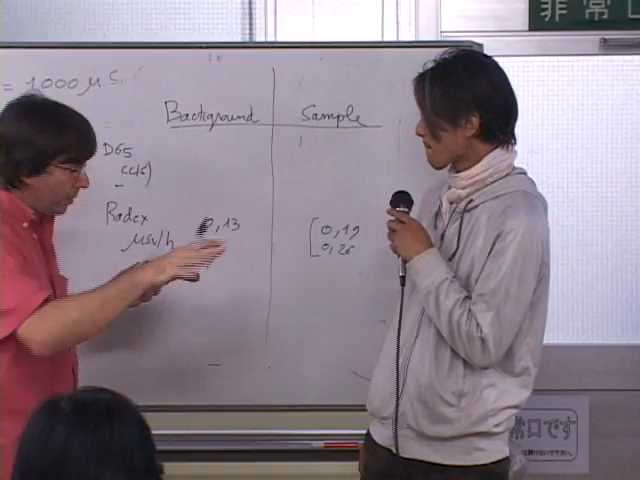 非常口
= 1000 μS
Background Sample
D65
cc/s)
Radex
μSv/h 0,13
0,19
0,26
常口です